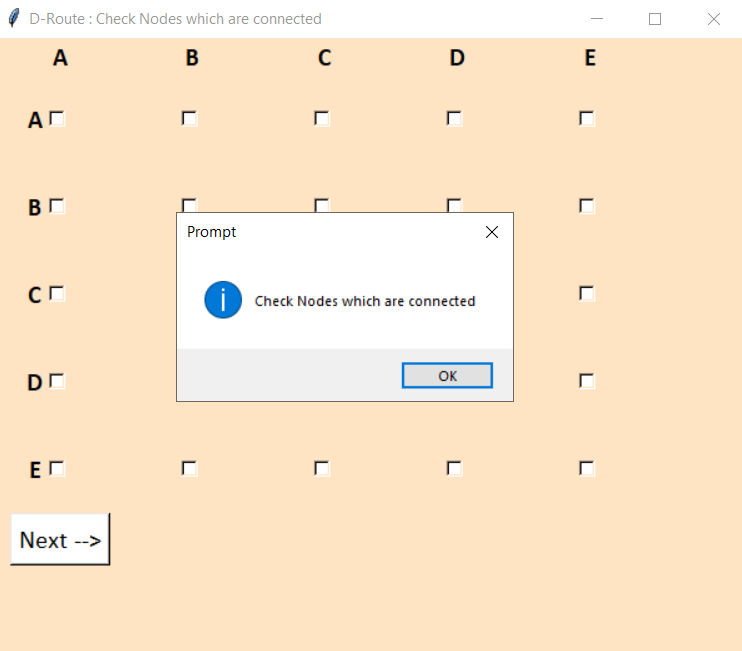 D-Route : Check Nodes which are connected
A B C D E
A
B
Prompt
C
Check Nodes which are connected
D
OK
E
Next -->